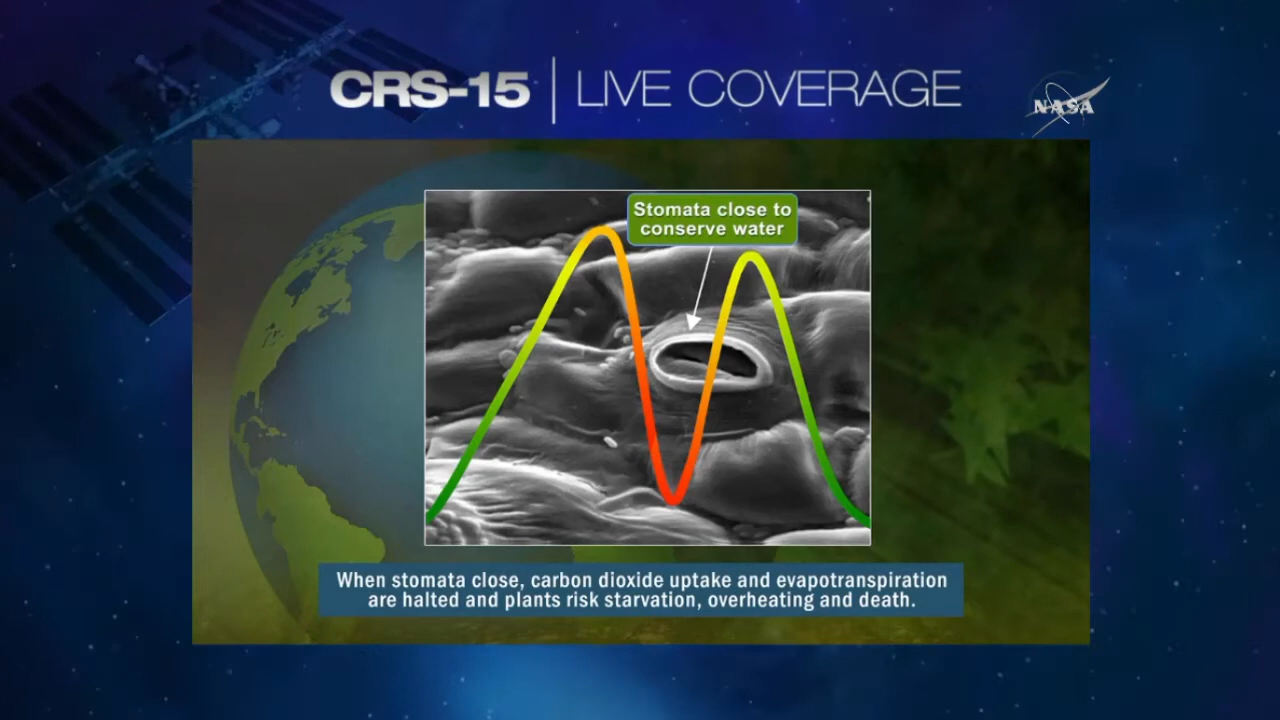 CRS-15 | LIVE COVERAGE
NASA
Stomata close to
conserve water
When stomata close, carbon dioxide uptake and evapotranspiration
are halted and plants risk starvation, overheating and death.